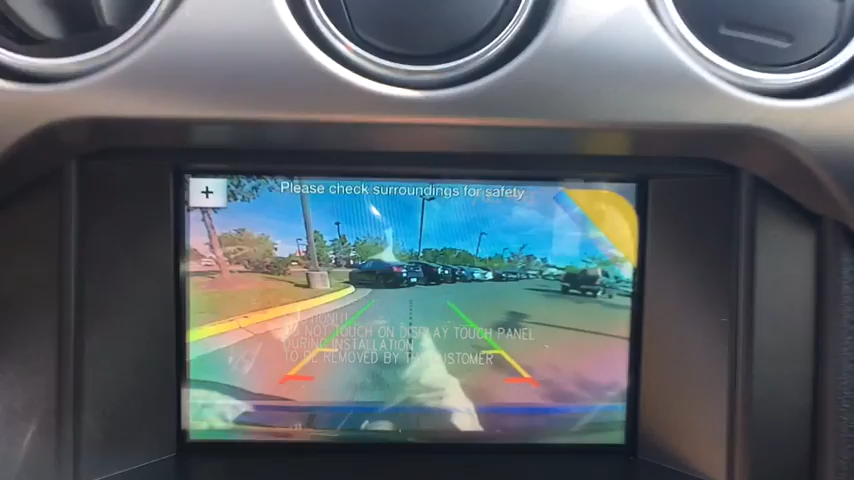 +
Please check surroundings for safety
DO NOT TOUCH ON DISPLAY TOUCH PANEL
DURING INSTALLATION
TO BE REMOVED BY THE CUSTOMER